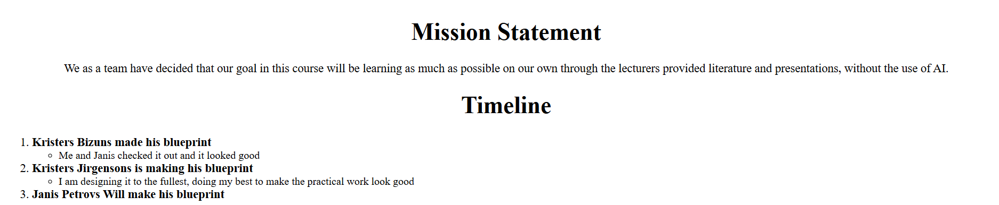 Mission Statement
We as a team have decided that our goal in this course will be learning as much as possible on our own through the lecturers provided literature and presentations, without the use of AI.
Timeline
1. Kristers Bizuns made his blueprint
◦ Me and Janis checked it out and it looked good
2. Kristers Jirgensons is making his blueprint
◦ I am designing it to the fullest, doing my best to make the practical work look good
3. Janis Petrovs Will make his blueprint